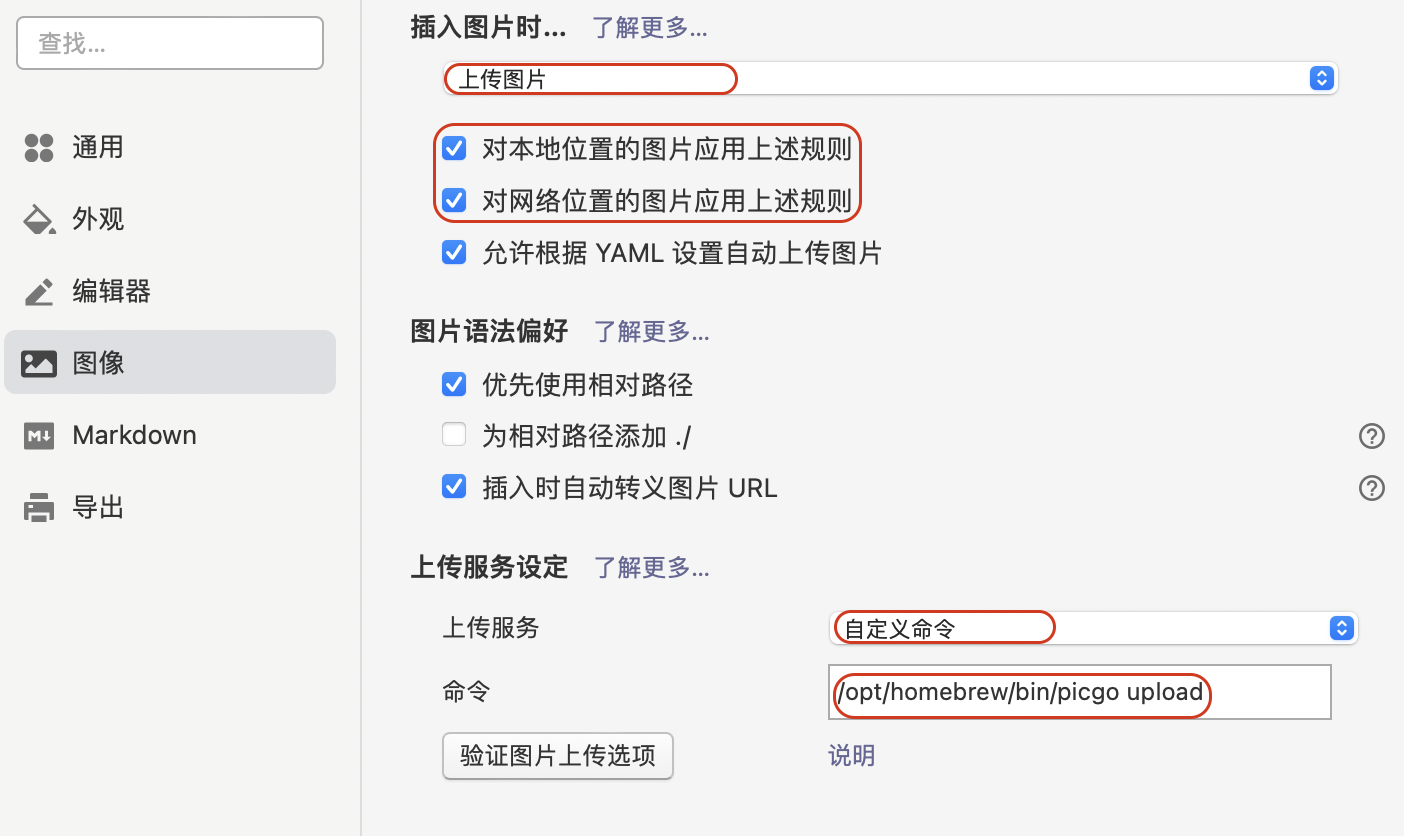 查找...
通用
外观
编辑器
图像
Markdown
导出
插入图片时... 了解更多...
上传图片
对本地位置的图片应用上述规则
对网络位置的图片应用上述规则
允许根据 YAML 设置自动上传图片
图片语法偏好 了解更多...
优先使用相对路径
为相对路径添加 ./
插入时自动转义图片 URL
上传服务设定 了解更多...
上传服务 自定义命令
命令 /opt/homebrew/bin/picgo upload
验证图片上传选项 说明